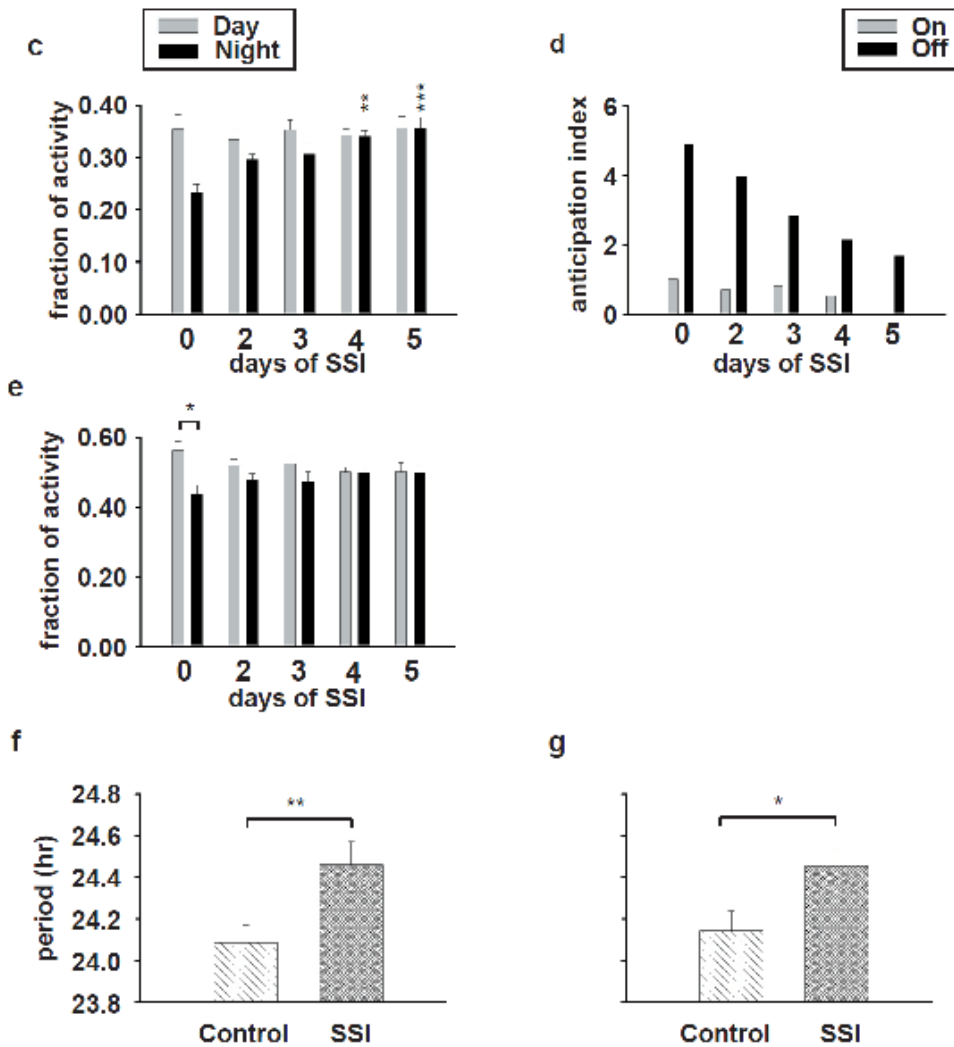 c
Day
Night
d
On
Off
fraction of activity
0.40
0.30
0.20
0.10
0.00
** ***
0 2 3 4 5
days of SSI
anticipation index
6
4
2
0
0 2 3 4 5
days of SSI
e
fraction of activity
0.60
0.40
0.20
0.00
*
0 2 3 4 5
days of SSI
f
period (hr)
24.8
24.6
24.4
24.2
24.0
23.8
**
Control SSI
g
*
Control SSI